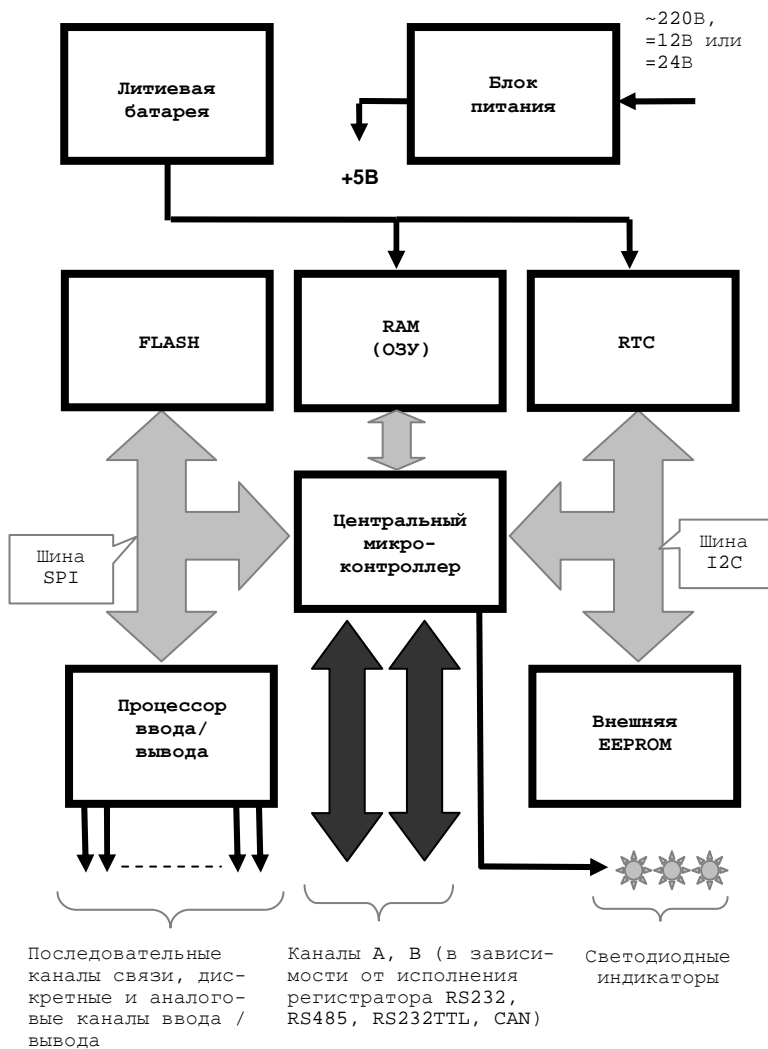 ~220В,
=12В или
=24В
Литиевая
батарея
Блок
питания
+5В
FLASH
RAM
(ОЗУ)
RTC
Центральный
микро-
контроллер
Шина
SPI
Шина
I2C
Процессор
ввода/
вывода
Внешняя
EEPROM
Последовательные
каналы связи, дис-
кретные и аналого-
вые каналы ввода /
вывода
Каналы А, В (в зависи-
мости от исполнения
регистратора RS232,
RS485, RS232TTL, CAN)
Светодиодные
индикаторы